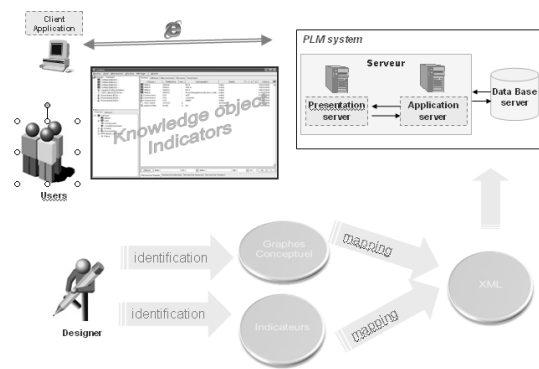 Client
Application
PLM system
Serveur
Presentation
server
Application
server
Data Base
server
Knowledge object
Indicators
Users
identification
Graphes
Conceptuel
mapping
XML
identification
Indicateurs
mapping
Designer